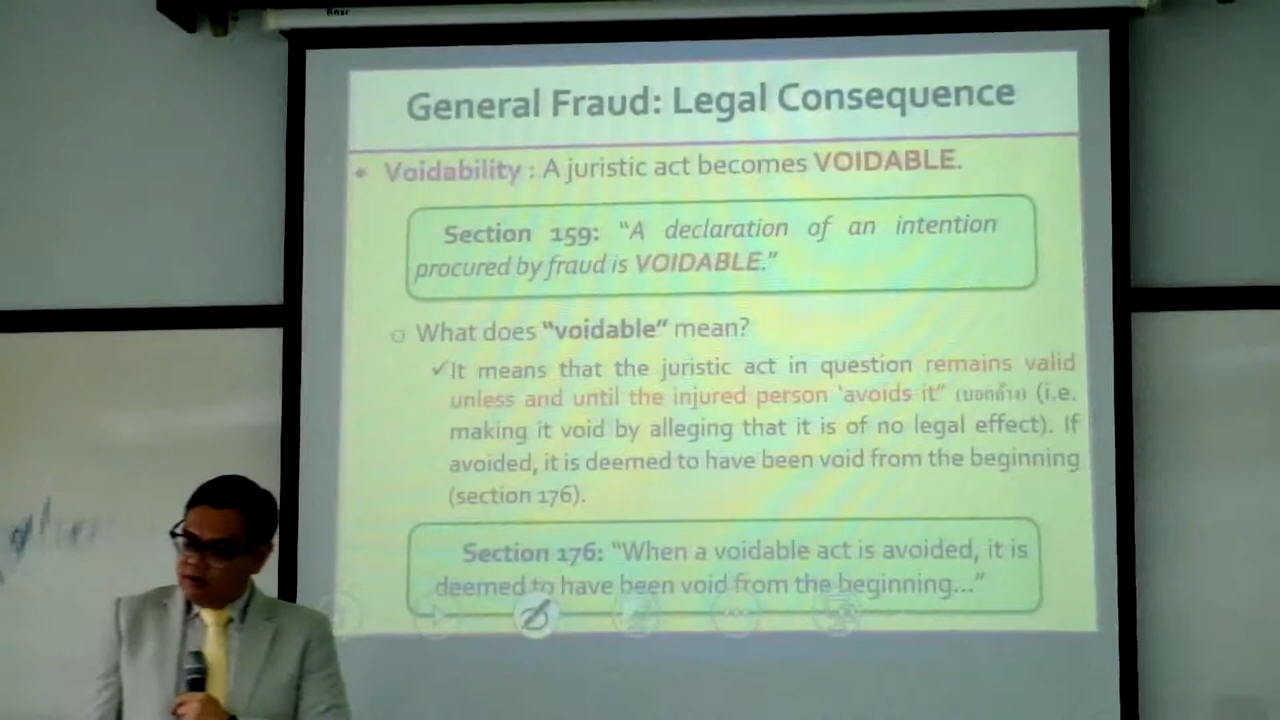 General Fraud: Legal Consequence
Voidability : A juristic act becomes VOIDABLE.
Section 159: “A declaration of an intention
procured by fraud is VOIDABLE.”
What does “voidable” mean?
It means that the juristic act in question remains valid
unless and until the injured person 'avoids it” (บอกล้าง) (i.e.
making it void by alleging that it is of no legal effect). If
avoided, it is deemed to have been void from the beginning
(section 176).
Section 176: “When a voidable act is avoided, it is
deemed to have been void from the beginning...”